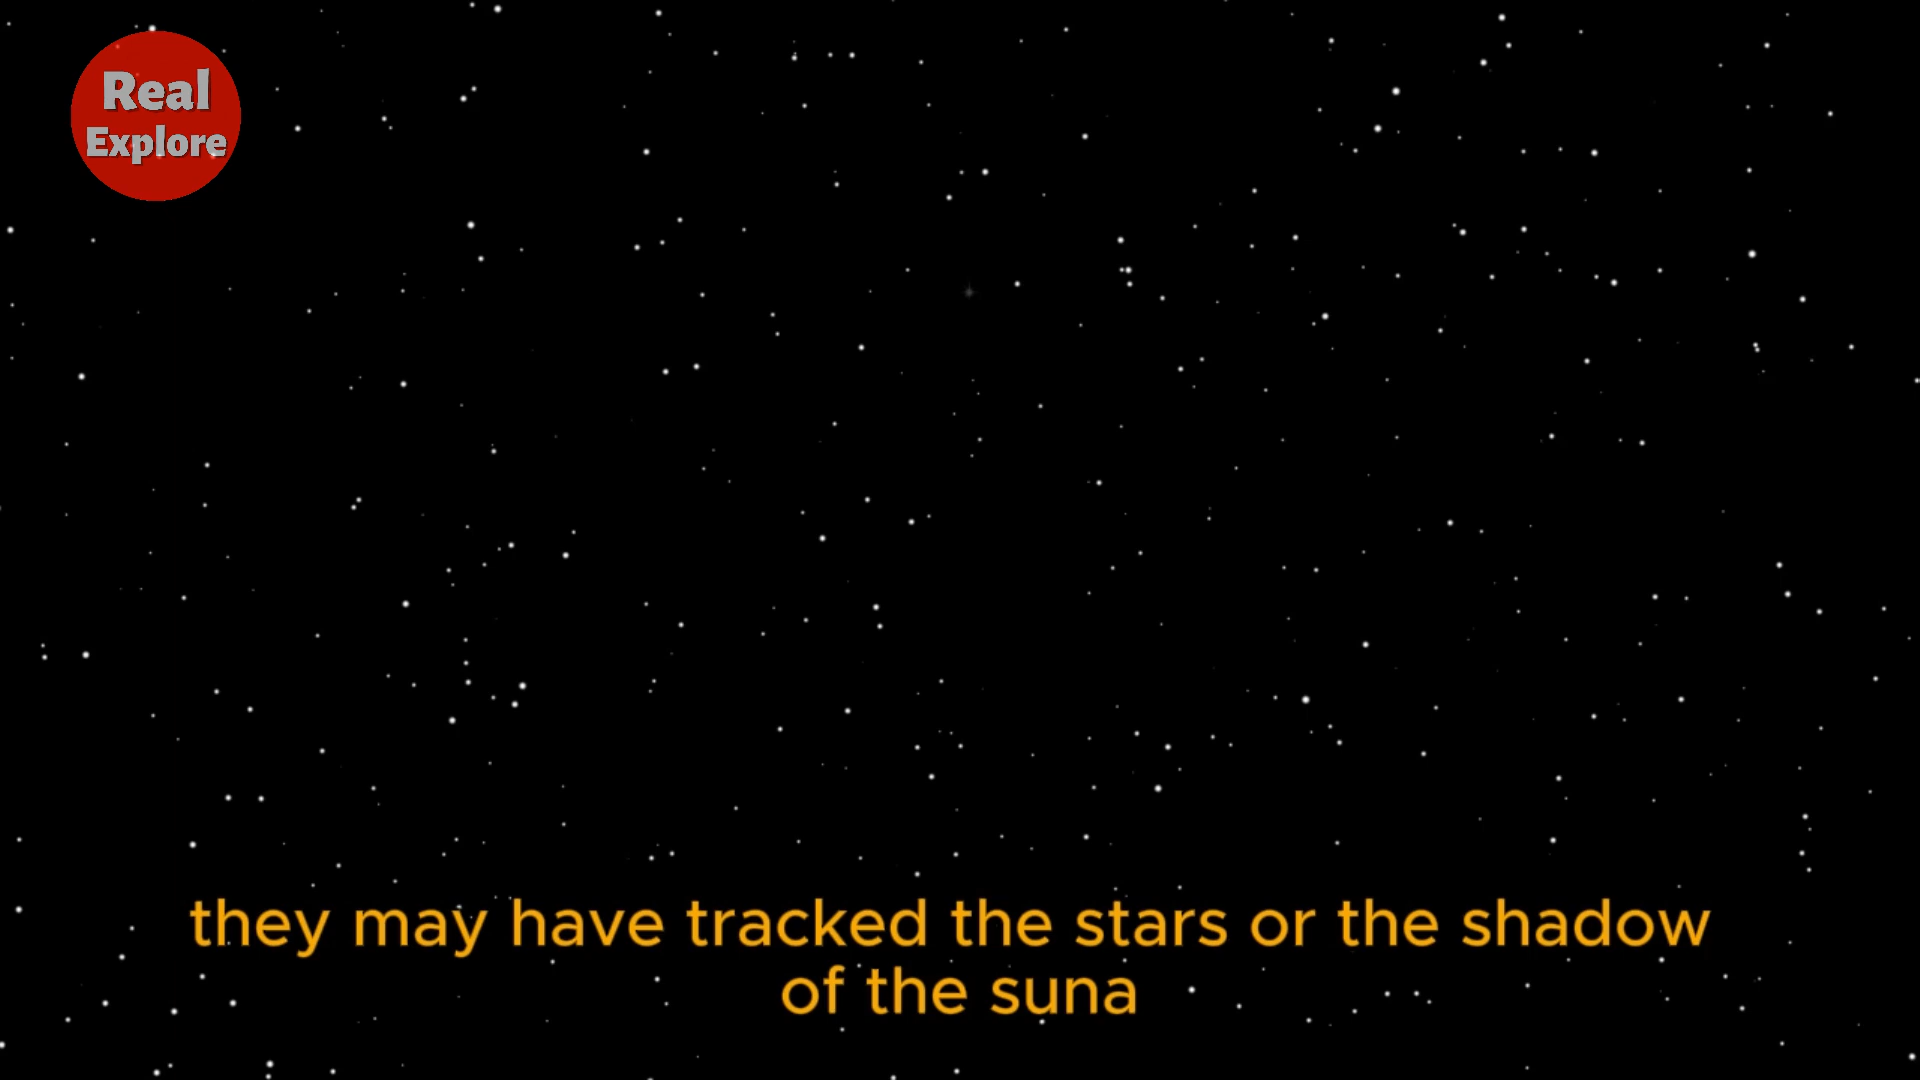 Real
Explore
they may have tracked the stars or the shadow
of the suna